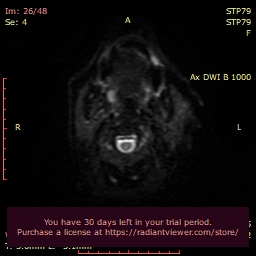 Im: 26/48
STP79
Se: 4
STP79
F
A
Ax DWI B 1000
R
L
You have 30 days left in your trial period.
Purchase a license at https://radiantviewer.com/store/